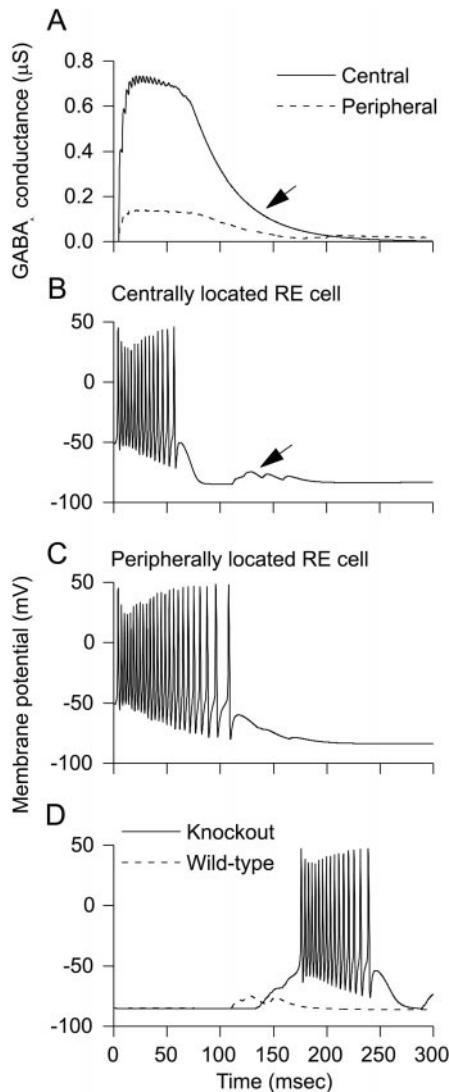 A
GABA_A conductance (µS)
0.8
0.6
0.4
0.2
0.0
Central
Peripheral
B
Centrally located RE cell
50
0
-50
-100
C
Peripherally located RE cell
50
0
-50
-100
Membrane potential (mV)
D
Knockout
Wild-type
50
0
-50
-100
0 50 100 150 200 250 300
Time (msec)